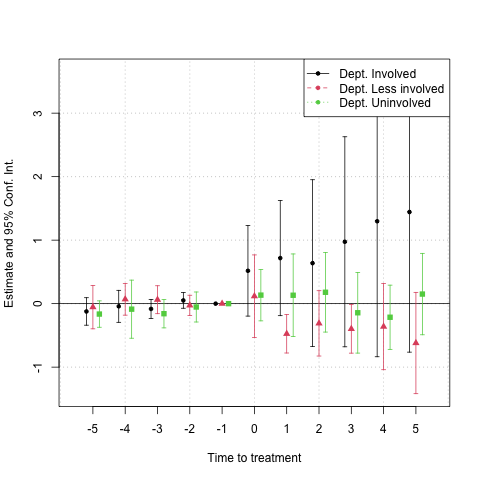 Dept. Involved
Dept. Less involved
Dept. Uninvolved
Estimate and 95% Conf. Int.
3
2
1
0
-1
-5 -4 -3 -2 -1 0 1 2 3 4 5
Time to treatment